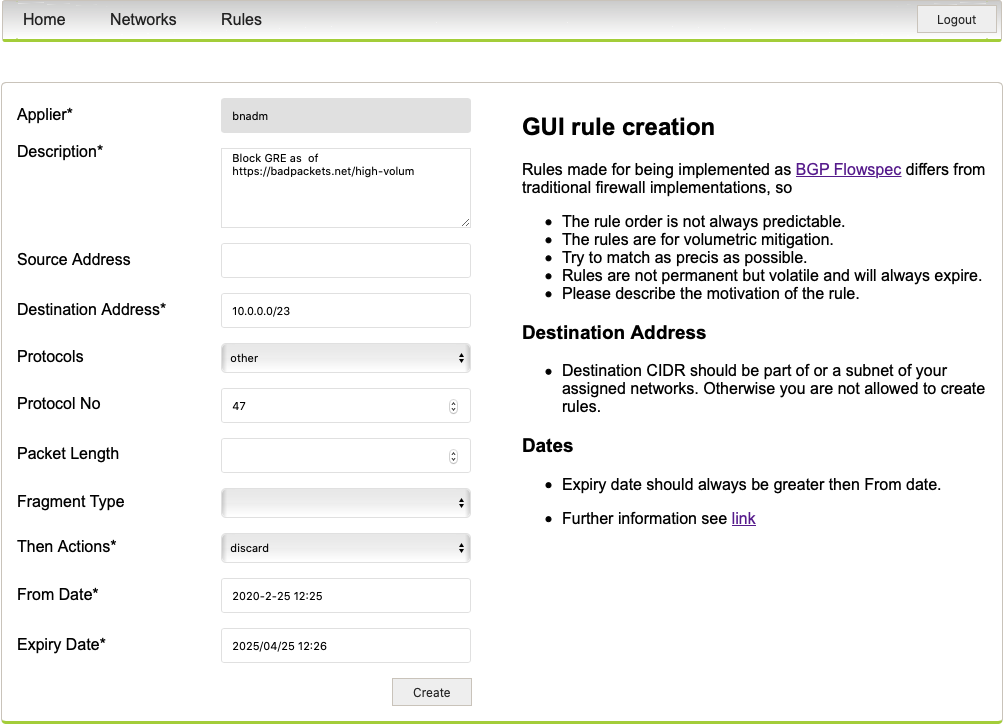 Home Networks Rules Logout
Applier* bnadm
Description* Block GRE as  of
https://badpackets.net/high-volum
Source Address
Destination Address* 10.0.0.0/23
Protocols other
Protocol No 47
Packet Length
Fragment Type
Then Actions* discard
From Date* 2020-2-25 12:25
Expiry Date* 2025/04/25 12:26
Create
GUI rule creation
Rules made for being implemented as BGP Flowspec differs from
traditional firewall implementations, so
• The rule order is not always predictable.
• The rules are for volumetric mitigation.
• Try to match as precis as possible.
• Rules are not permanent but volatile and will always expire.
• Please describe the motivation of the rule.
Destination Address
• Destination CIDR should be part of or a subnet of your
assigned networks. Otherwise you are not allowed to create
rules.
Dates
• Expiry date should always be greater then From date.
• Further information see link